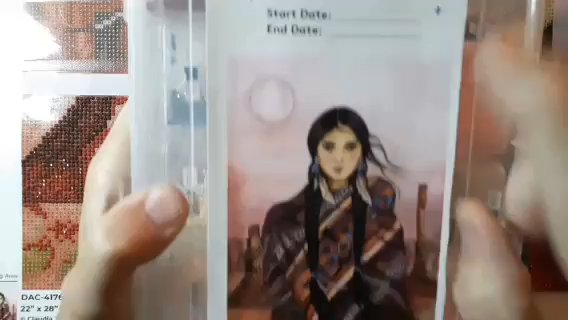 Start Date:
End Date:
DAC-4176
22" x 28"
© Claudia